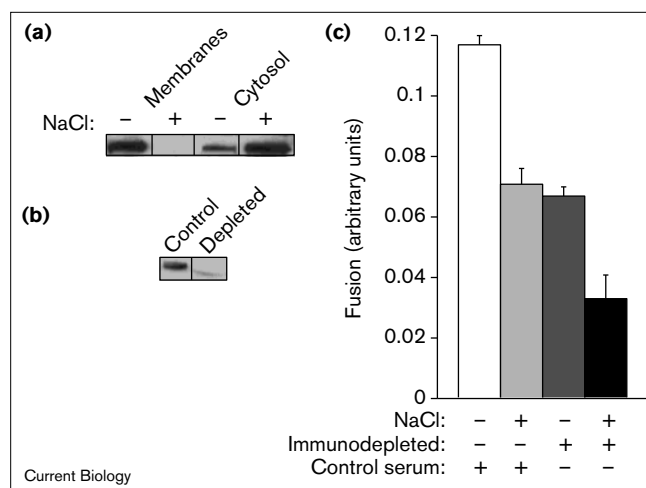 (a)
Membranes
Cytosol
NaCl: – + – +
(b)
Control
Depleted
(c)
0.12
0.1
0.08
0.06
0.04
0.02
0
Fusion (arbitrary units)
NaCl: – + – +
Immunodepleted: – – + +
Control serum: + + – –
Current Biology